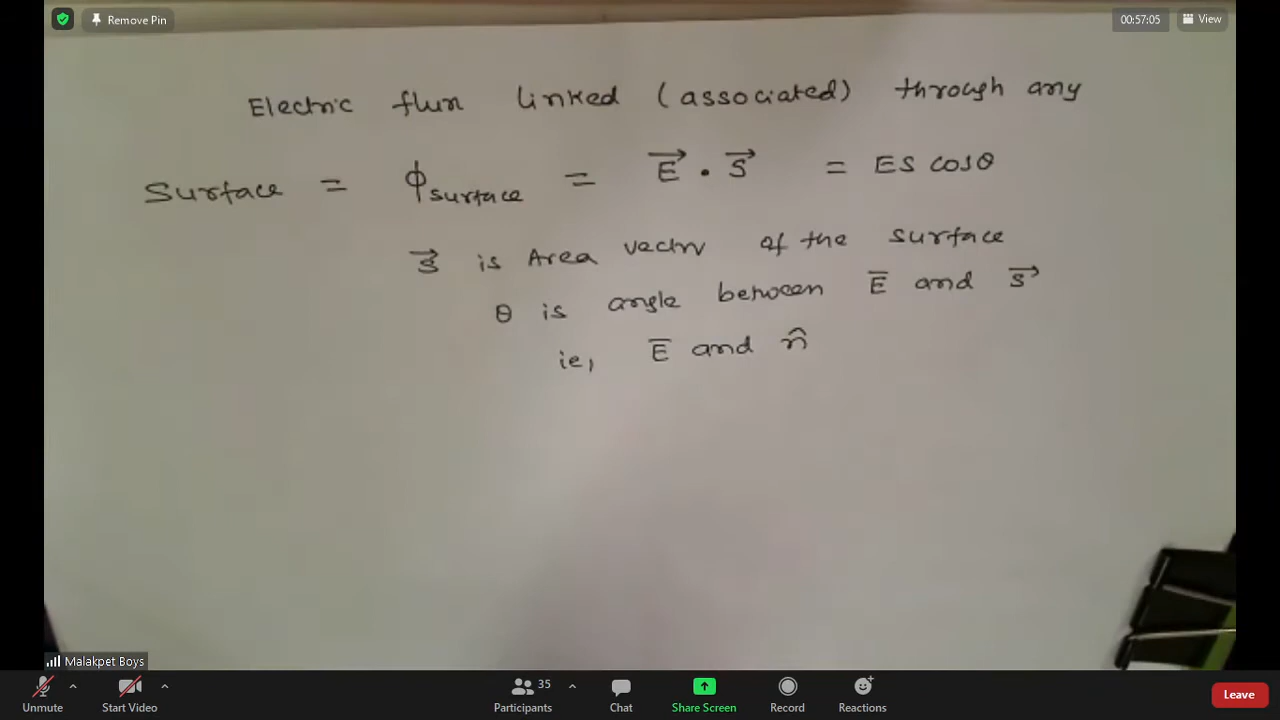 Remove Pin
00:57:05
View
Electric flux linked (associated) through any
Surface = ϕsurface = E⃗ . S⃗ = ES cosθ
S⃗ is Area vector of the surface
θ is angle between E̅ and S⃗
ie, E̅ and n̂
Malakpet Boys
Unmute
Start Video
35
Participants
Chat
Share Screen
Record
Reactions
Leave